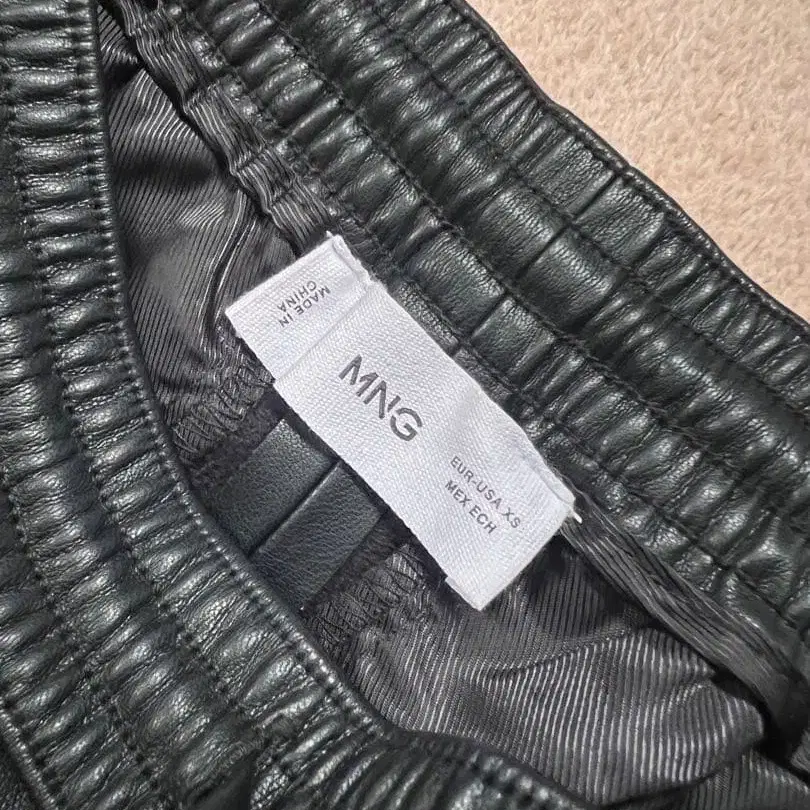 MADE IN
CHINA
MNG
EUR-USA XS
MEX ECH